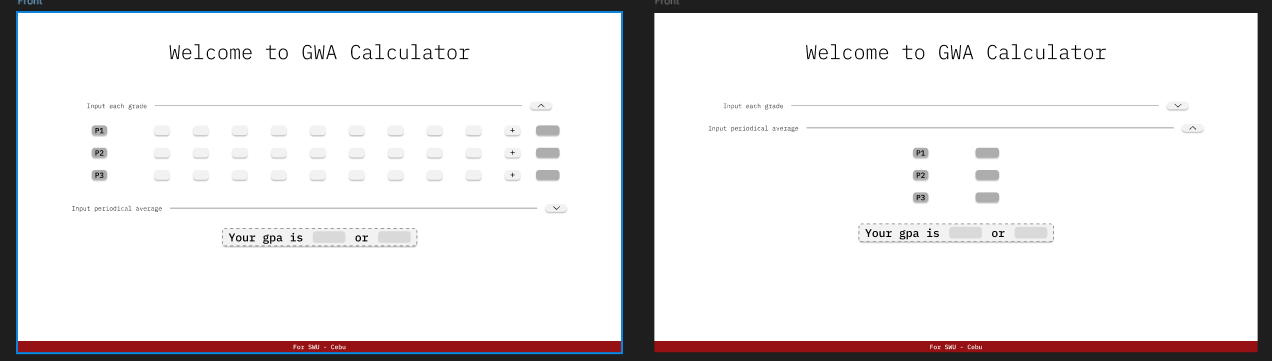 Front
Welcome to GWA Calculator
Input each grade
P1 +
P2 +
P3 +
Input periodical average
Your gpa is or
For SWU - Cebu
Front
Welcome to GWA Calculator
Input each grade
Input periodical average
P1
P2
P3
Your gpa is or
For SWU - Cebu